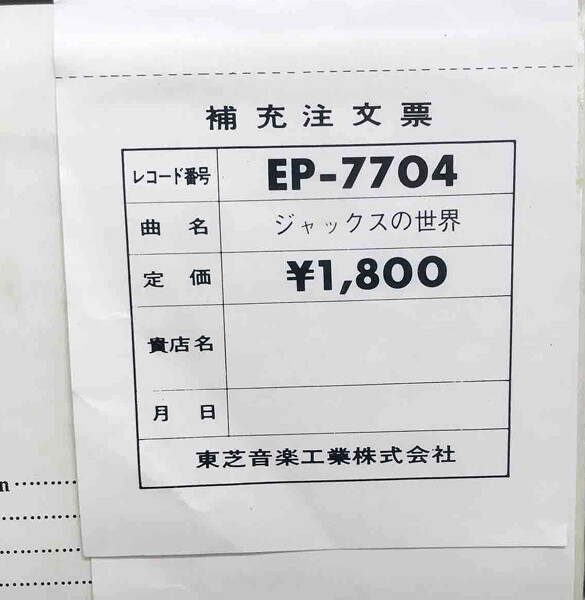 補充注文票
レコード番号 EP-7704
曲名 ジャックスの世界
定価 ¥1,800
貴店名
月日
東芝音楽工業株式会社
n ..........
..........
..........
..........